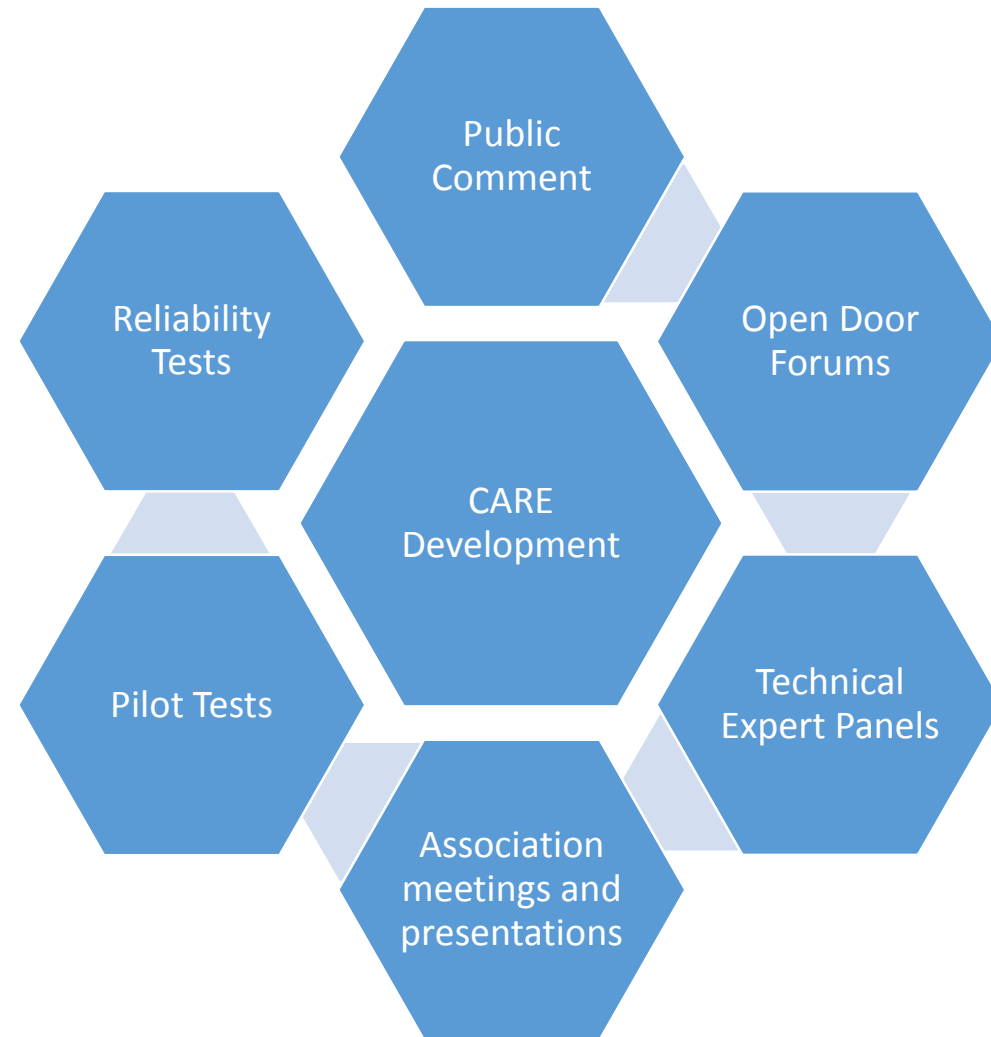 Public
Comment
Open Door
Forums
Technical
Expert Panels
Association
meetings and
presentations
Pilot Tests
Reliability
Tests
CARE
Development